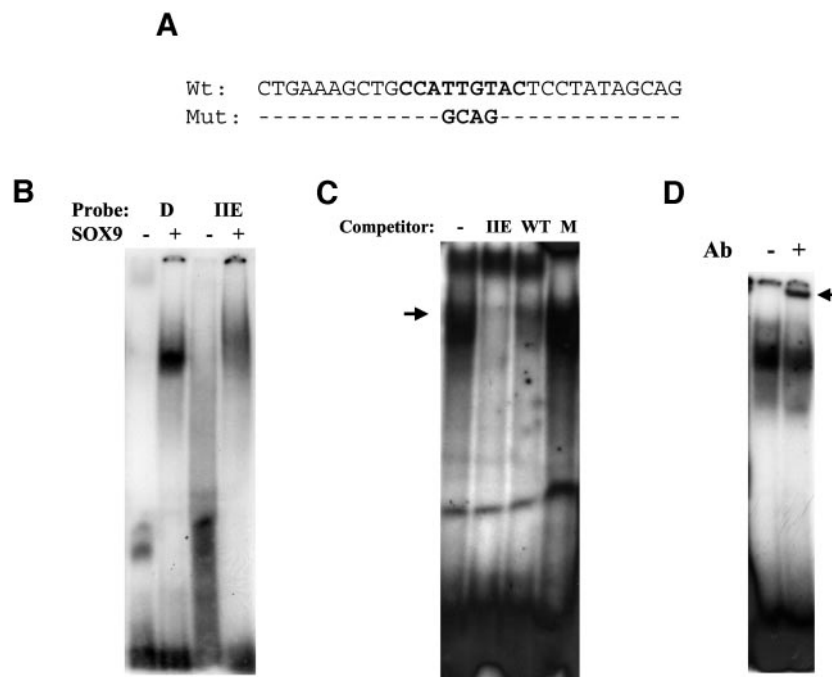 A
Wt: CTGAAAGCTGCCATTGTACTCCTATAGCAG
Mut: -------------GCAG-------------
B
Probe: D IIE
SOX9 - + - +
C
Competitor: - IIE WT M
D
Ab - +